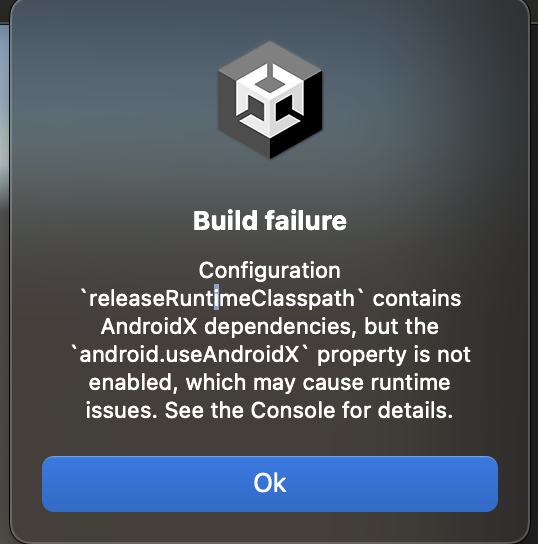 Build failure
Configuration
`releaseRuntimeClasspath` contains
AndroidX dependencies, but the
`android.useAndroidX` property is not
enabled, which may cause runtime
issues. See the Console for details.
Ok